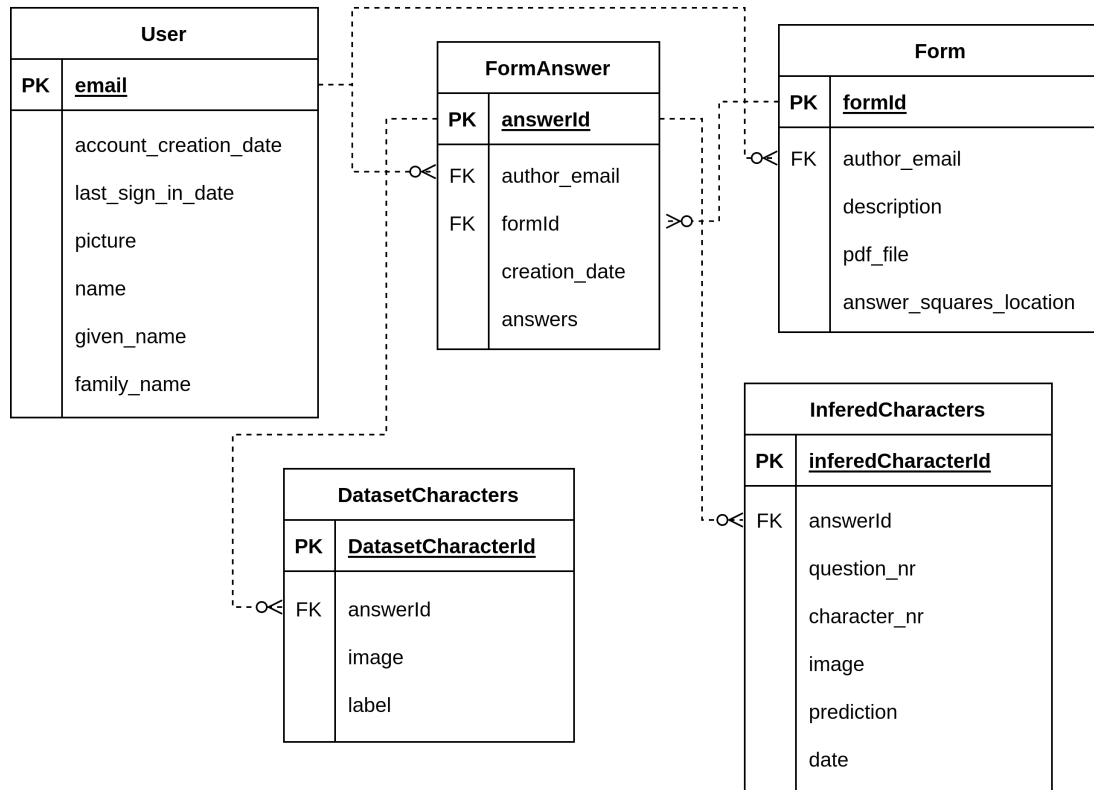 User
PK email
account_creation_date
last_sign_in_date
picture
name
given_name
family_name
FormAnswer
PK answerId
FK author_email
FK formId
creation_date
answers
Form
PK formId
FK author_email
description
pdf_file
answer_squares_location
DatasetCharacters
PK DatasetCharacterId
FK answerId
image
label
InferedCharacters
PK inferedCharacterId
FK answerId
question_nr
character_nr
image
prediction
date